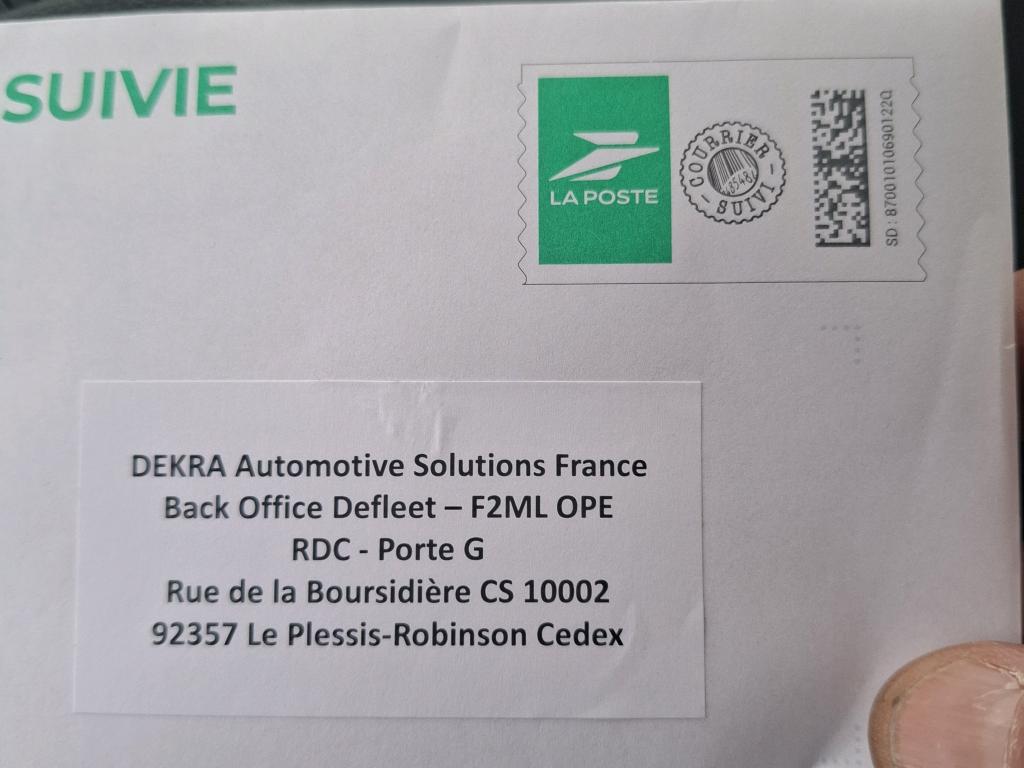 SUIVIE
LA POSTE
COURRIER
SUIVI
SD : 87001010690122Q
DEKRA Automotive Solutions France
Back Office Defleet – F2ML OPE
RDC - Porte G
Rue de la Boursidière CS 10002
92357 Le Plessis-Robinson Cedex